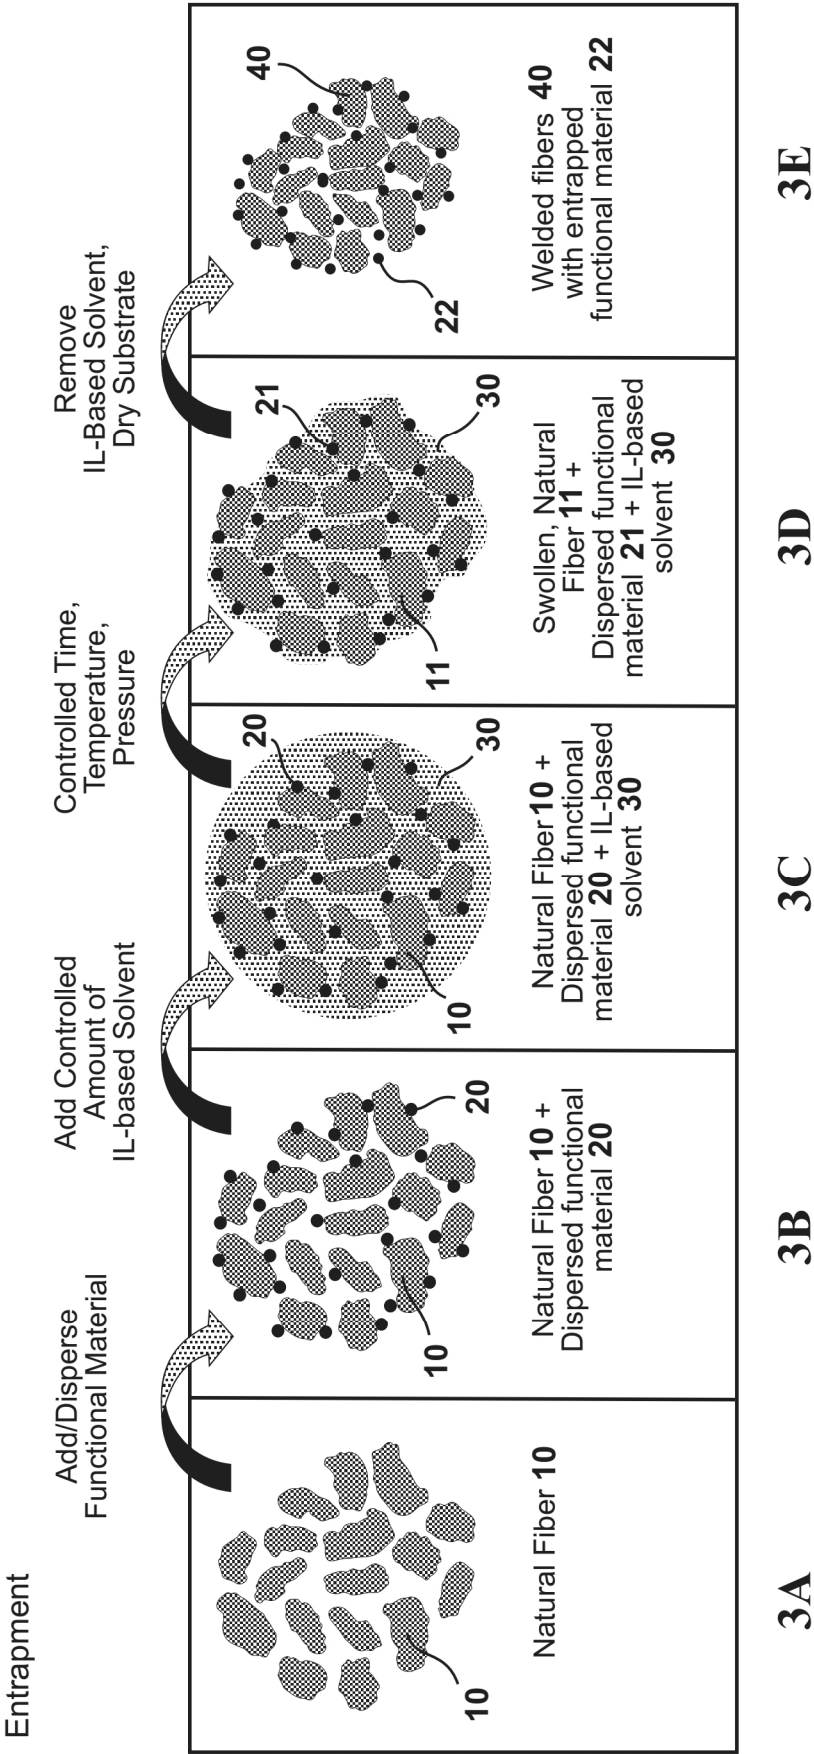 Entrapment
Add/Disperse
Functional Material
Add Controlled
Amount of
IL-based Solvent
Controlled Time,
Temperature,
Pressure
Remove
IL-Based Solvent,
Dry Substrate
10
Natural Fiber 10
3A
10
20
Natural Fiber 10 +
Dispersed functional
material 20
3B
20
10
30
Natural Fiber 10 +
Dispersed functional
material 20 + IL-based
solvent 30
3C
21
11
30
Swollen, Natural
Fiber 11 +
Dispersed functional
material 21 + IL-based
solvent 30
3D
40
22
Welded fibers 40
with entrapped
functional material 22
3E